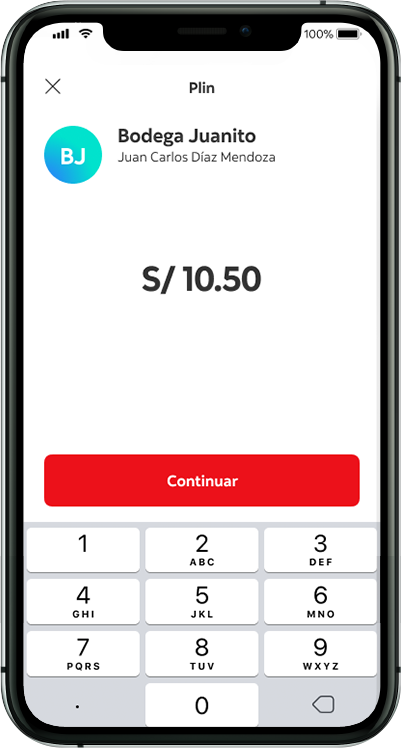 100%
Plin
BJ
Bodega Juanito
Juan Carlos Díaz Mendoza
S/ 10.50
Continuar
1 2 3
ABC DEF
4 5 6
GHI JKL MNO
7 8 9
PQRS TUV WXYZ
. 0